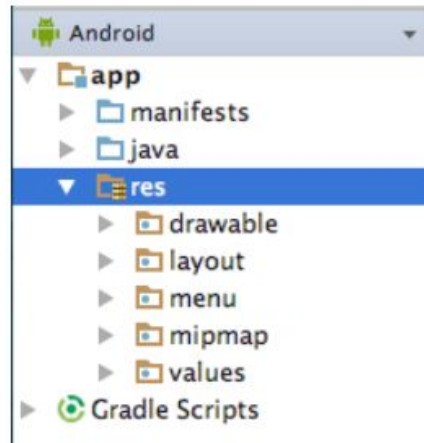 Android
app
manifests
java
res
drawable
layout
menu
mipmap
values
Gradle Scripts